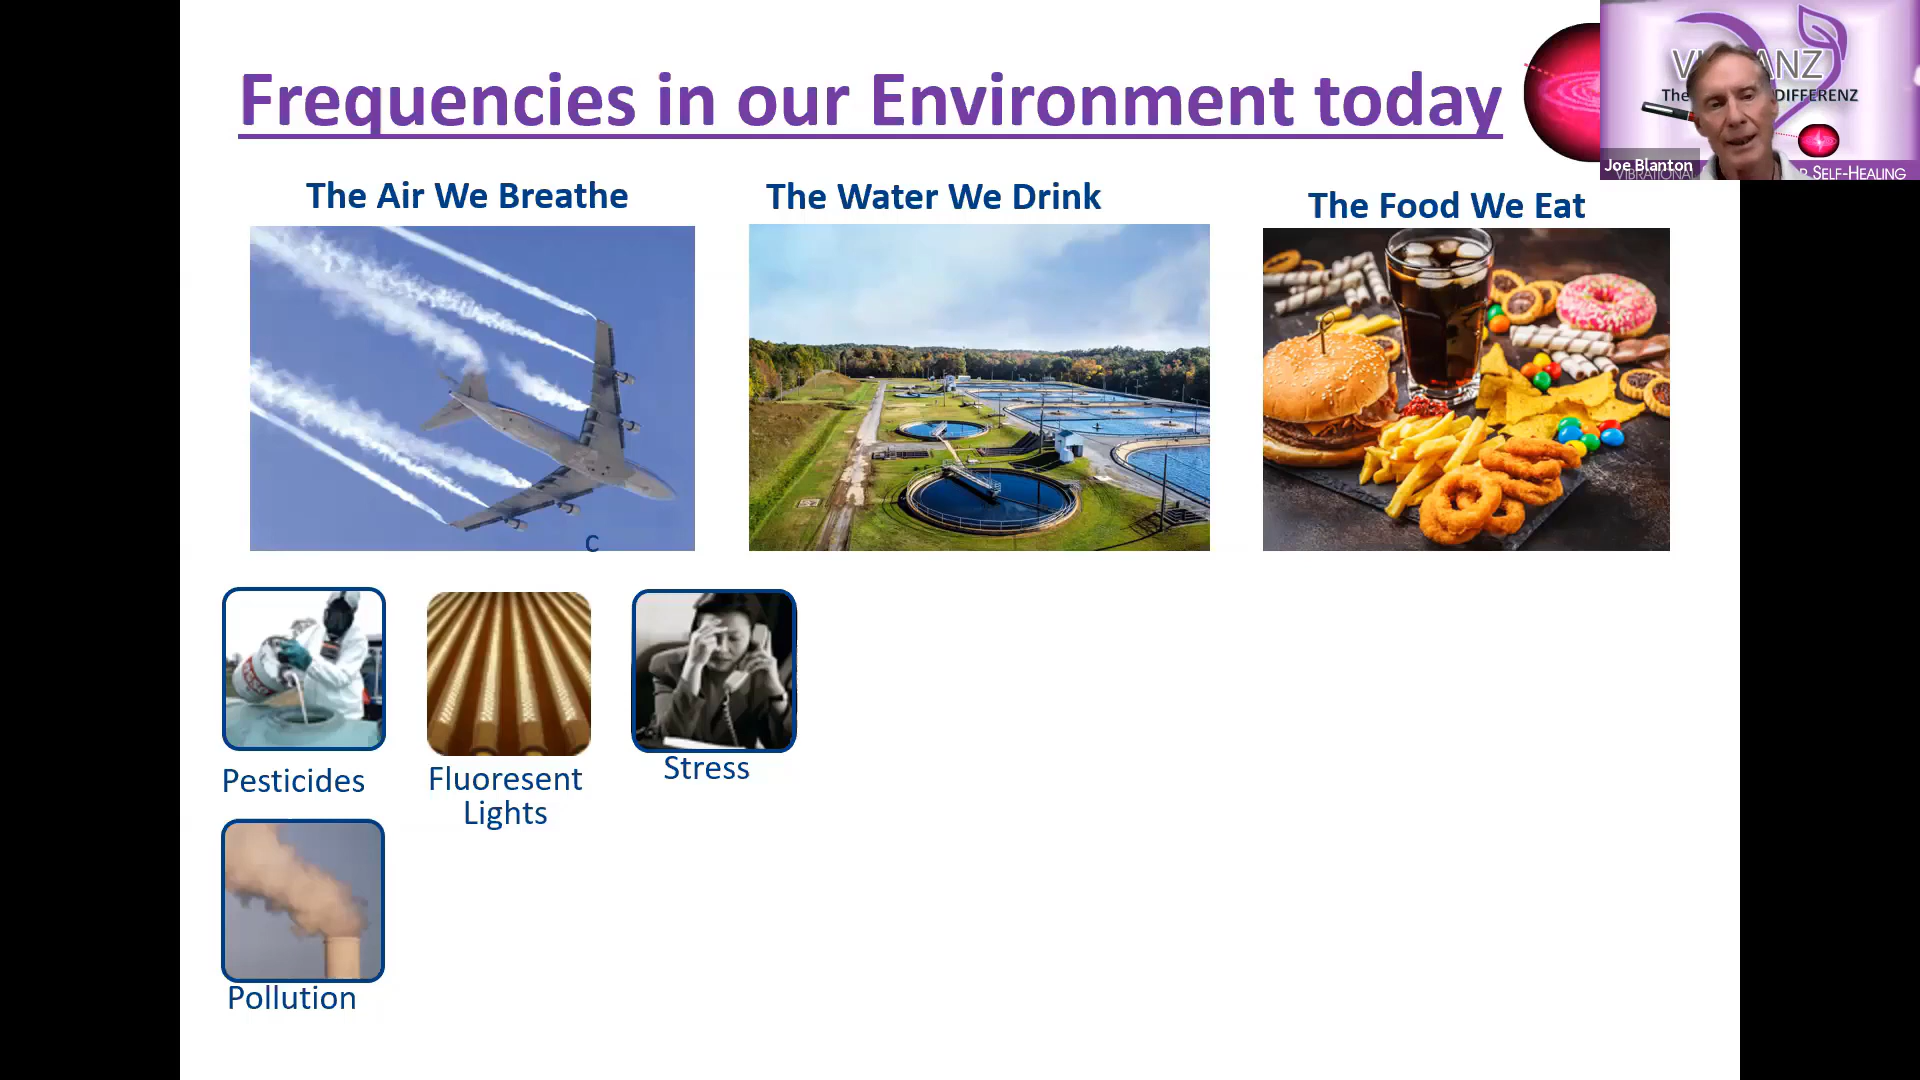 Frequencies in our Environment today
The Air We Breathe
The Water We Drink
The Food We Eat
c
Pesticides
Fluoresent
Lights
Stress
Pollution
The
DIFFERENZ
Joe Blanton
VIBRATIONAL
SELF-HEALING